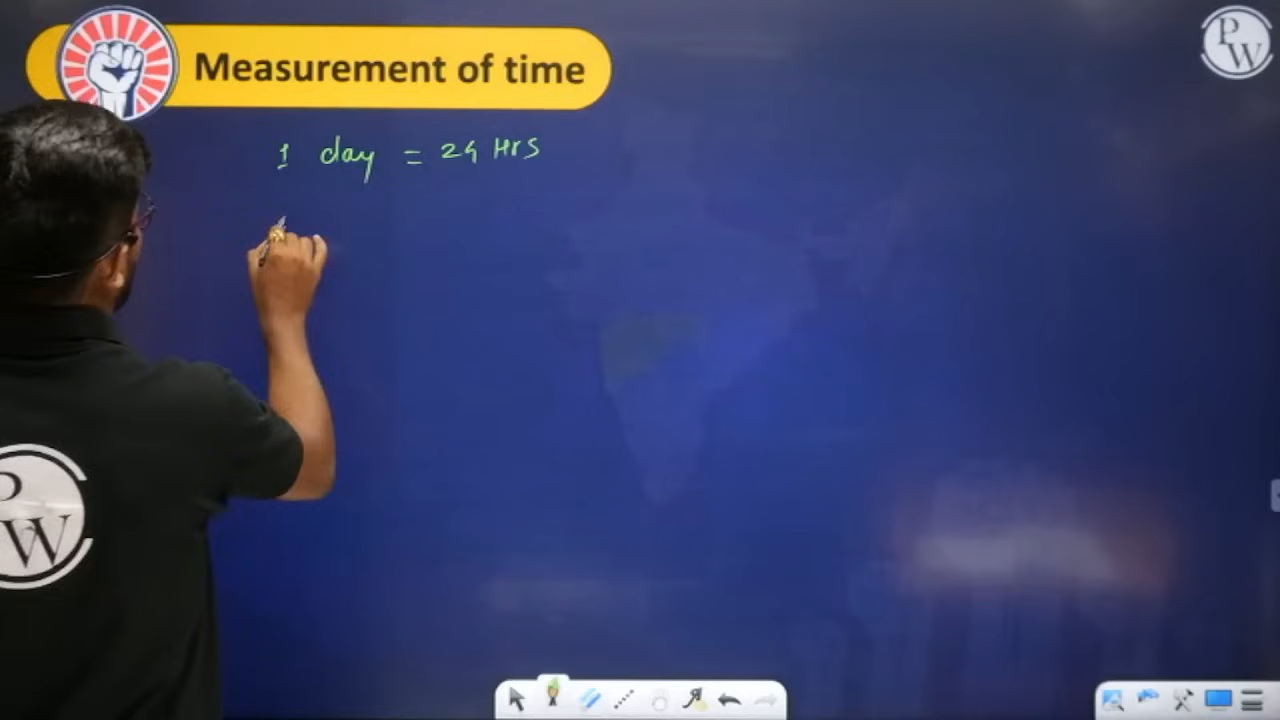 PW
Measurement of time
1 day = 24 Hrs
PW